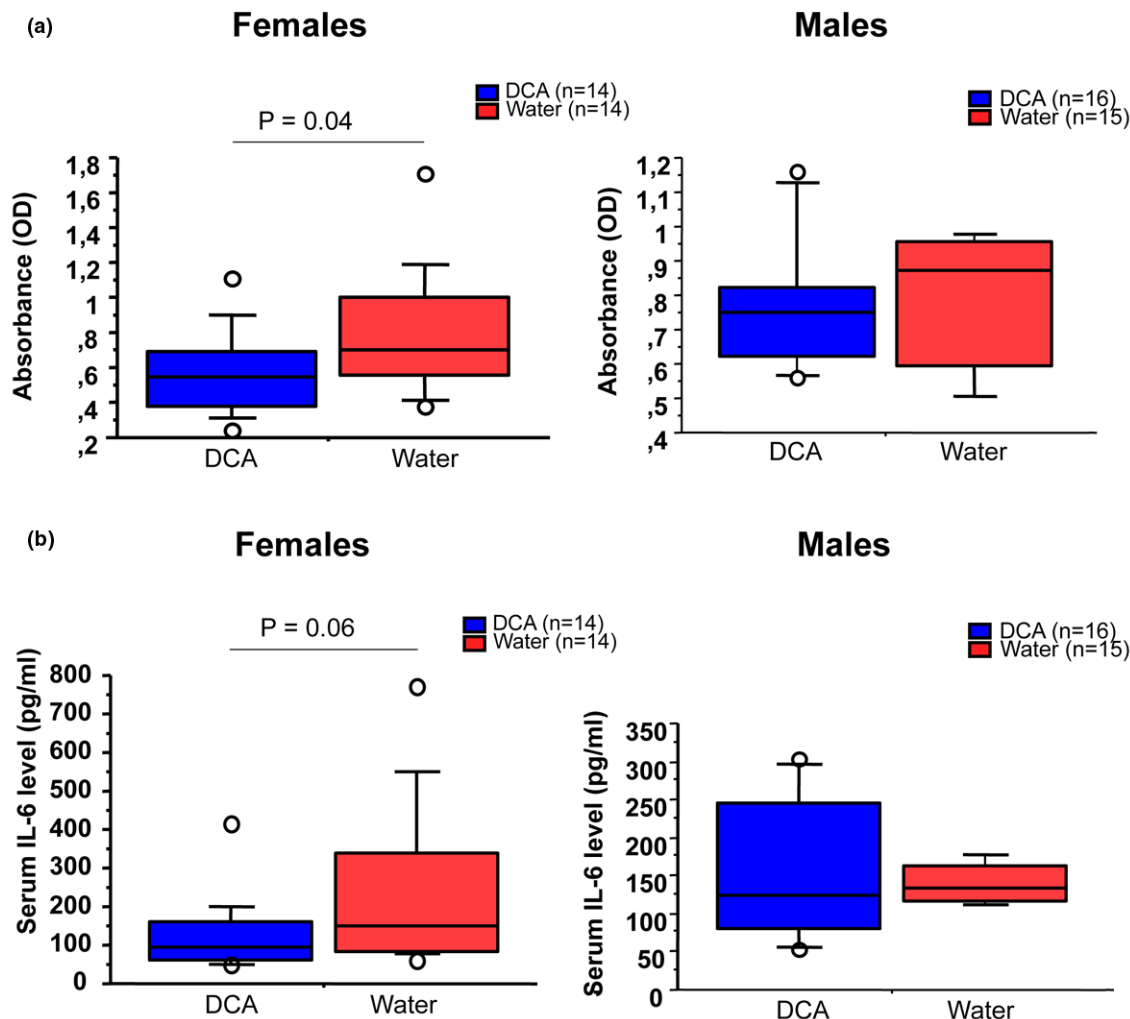 (a)
Females
Males
DCA (n=14)
Water (n=14)
DCA (n=16)
Water (n=15)
P = 0.04
Absorbance (OD)
1,8
1,6
1,4
1,2
1
,8
,6
,4
,2
DCA
Water
Absorbance (OD)
1,2
1,1
1
,9
,8
,7
,6
,5
,4
DCA
Water
(b)
Females
Males
DCA (n=14)
Water (n=14)
DCA (n=16)
Water (n=15)
P = 0.06
Serum IL-6 level (pg/ml)
800
700
600
500
400
300
200
100
0
DCA
Water
Serum IL-6 level (pg/ml)
350
300
250
200
150
100
50
0
DCA
Water